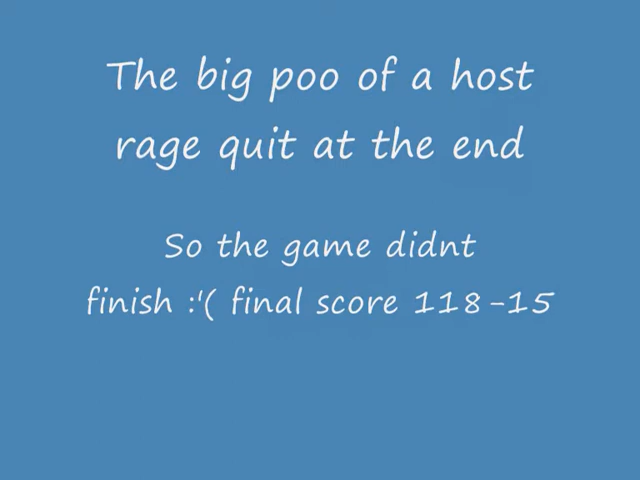 The big poo of a host
rage quit at the end
So the game didnt
finish :'( final score 118-15